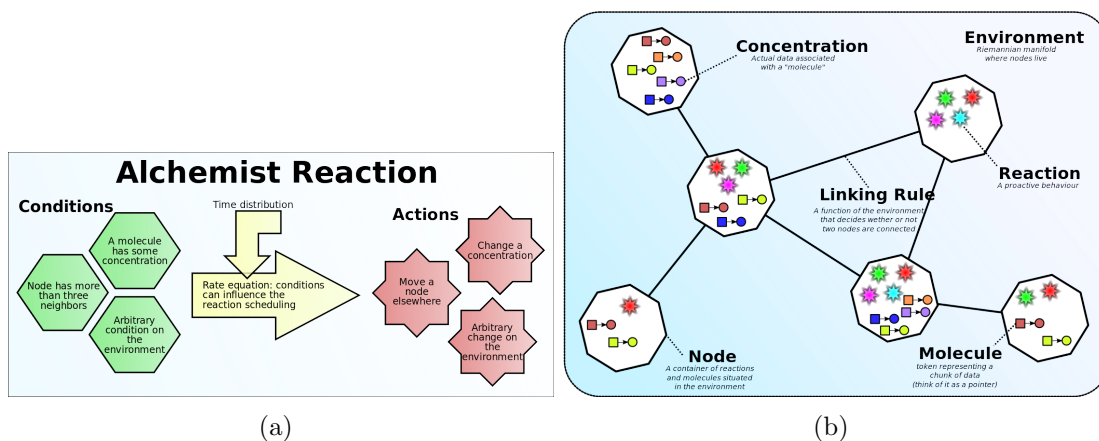 Alchemist Reaction
Conditions
Time distribution
Actions
A molecule
has some
concentration
Node has more
than three
neighbors
Arbitrary
condition on
the
environment
Rate equation: conditions
can influence the
reaction scheduling
Change a
concentration
Move a
node
elsewhere
Arbitrary
change on
the
environment
(a)
Concentration
Actual data associated
with a "molecule"
Environment
Riemannian manifold
where nodes live
Reaction
A proactive behaviour
Linking Rule
A function of the environment
that decides wether or not
two nodes are connected
Node
A container of reactions
and molecules situated
in the environment
Molecule
token representing a
chunk of data
(think of it as a pointer)
(b)